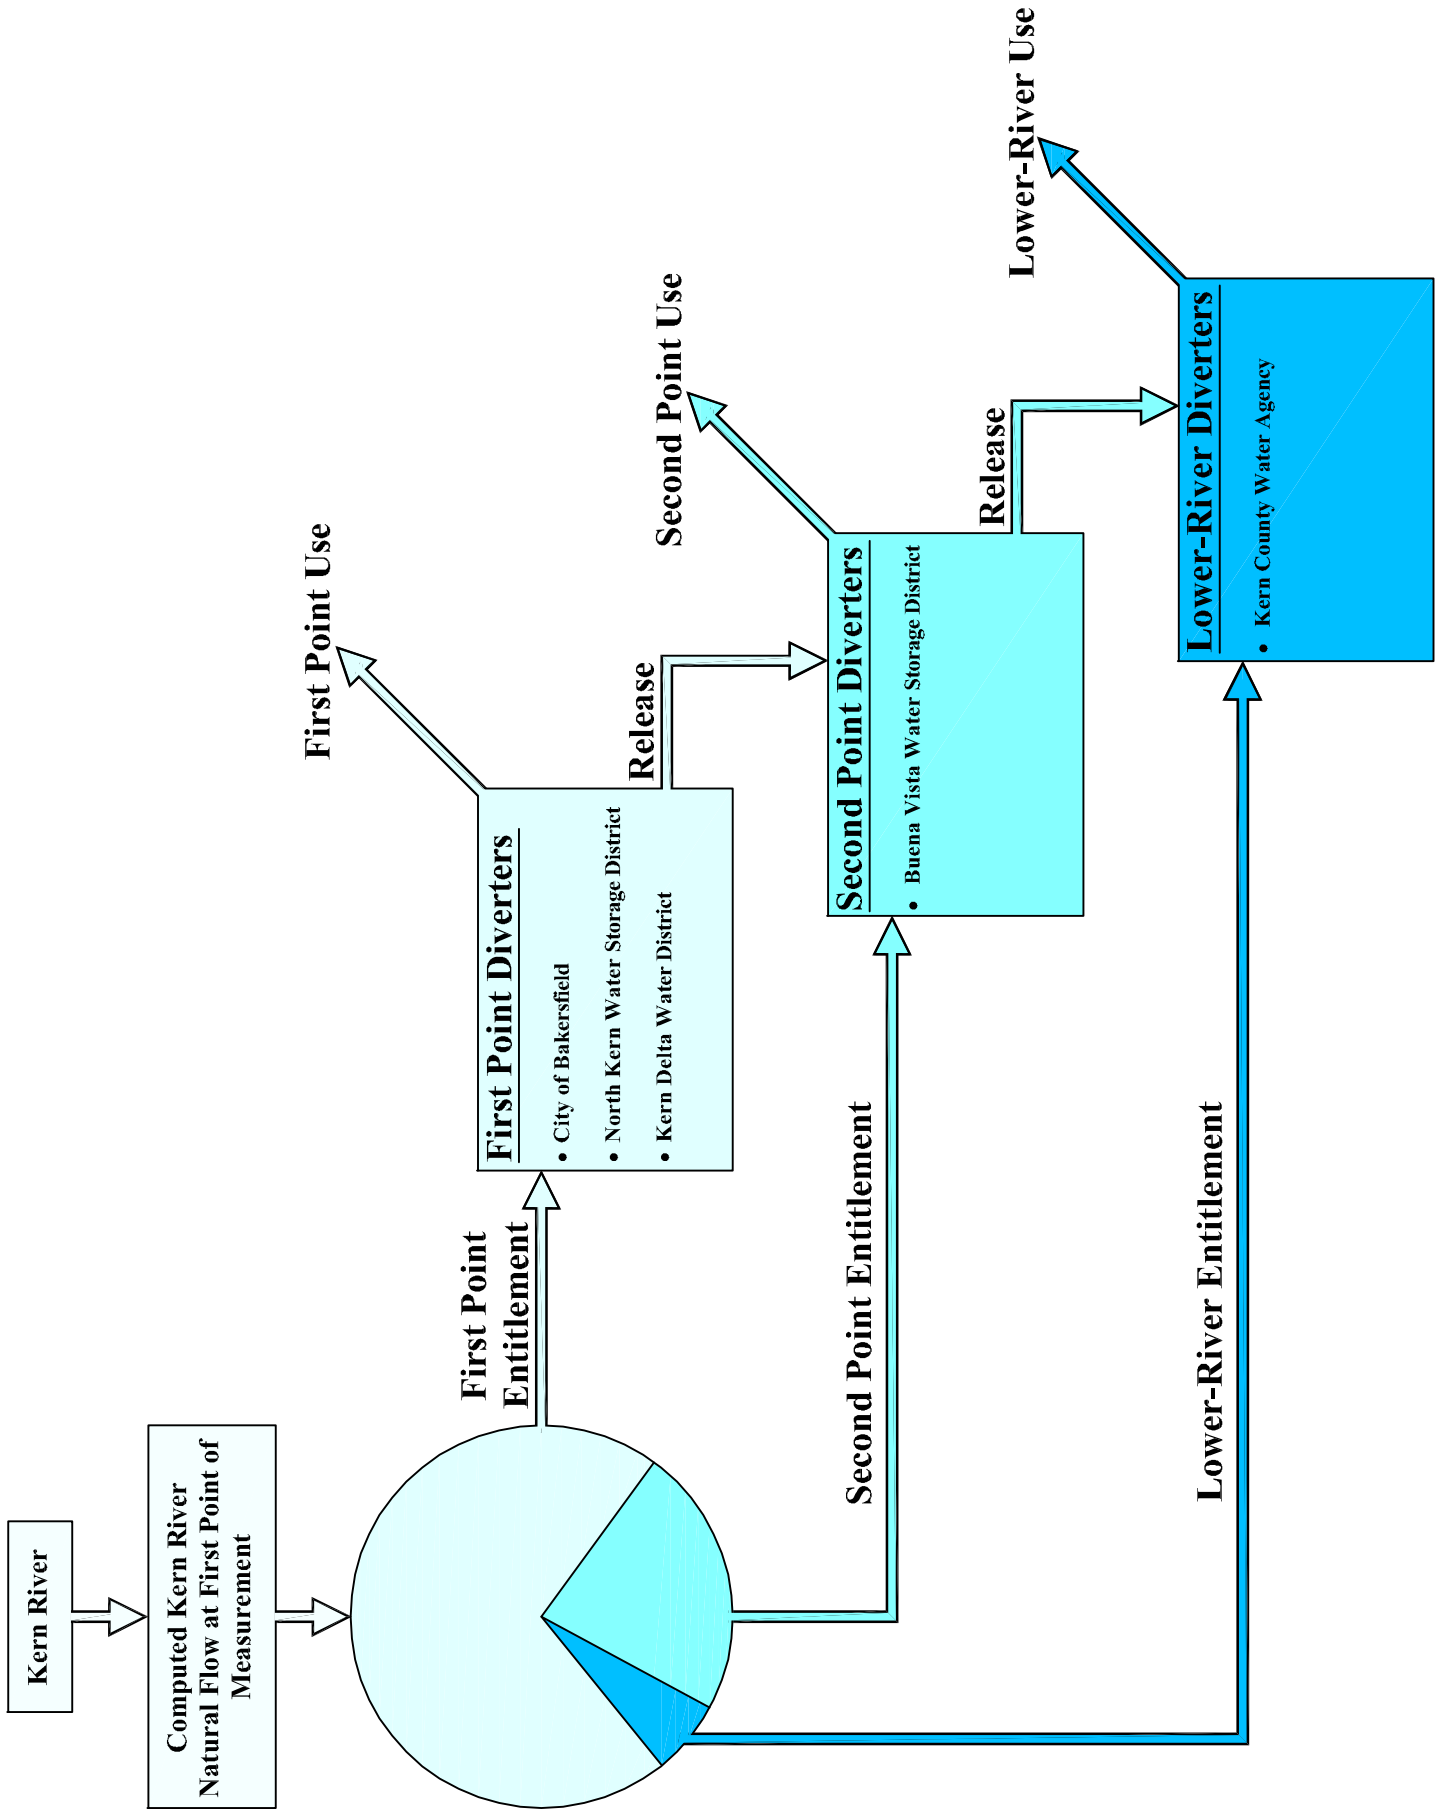 Kern River
Computed Kern River
Natural Flow at First Point of
Measurement
First Point
Entitlement
First Point Diverters
• City of Bakersfield
• North Kern Water Storage District
• Kern Delta Water District
First Point Use
Release
Second Point Entitlement
Second Point Diverters
• Buena Vista Water Storage District
Second Point Use
Release
Lower-River Entitlement
Lower-River Diverters
• Kern County Water Agency
Lower-River Use